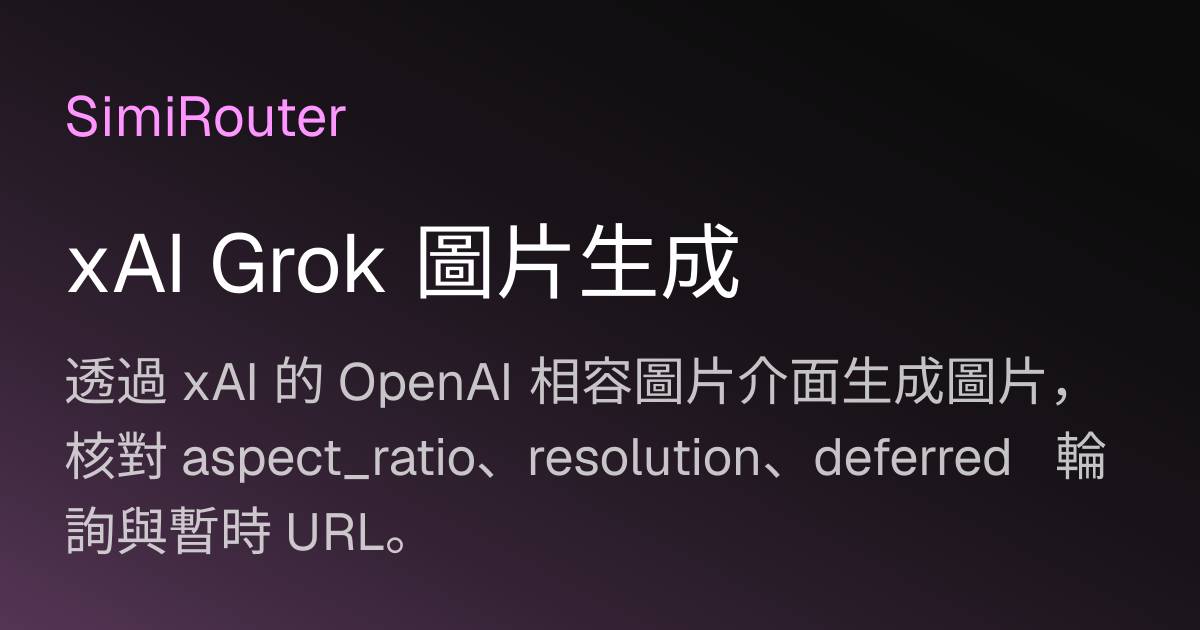 SimiRouter
xAI Grok 圖片生成
透過 xAI 的 OpenAI 相容圖片介面生成圖片，
核對 aspect_ratio、resolution、deferred 輪
詢與暫時 URL。